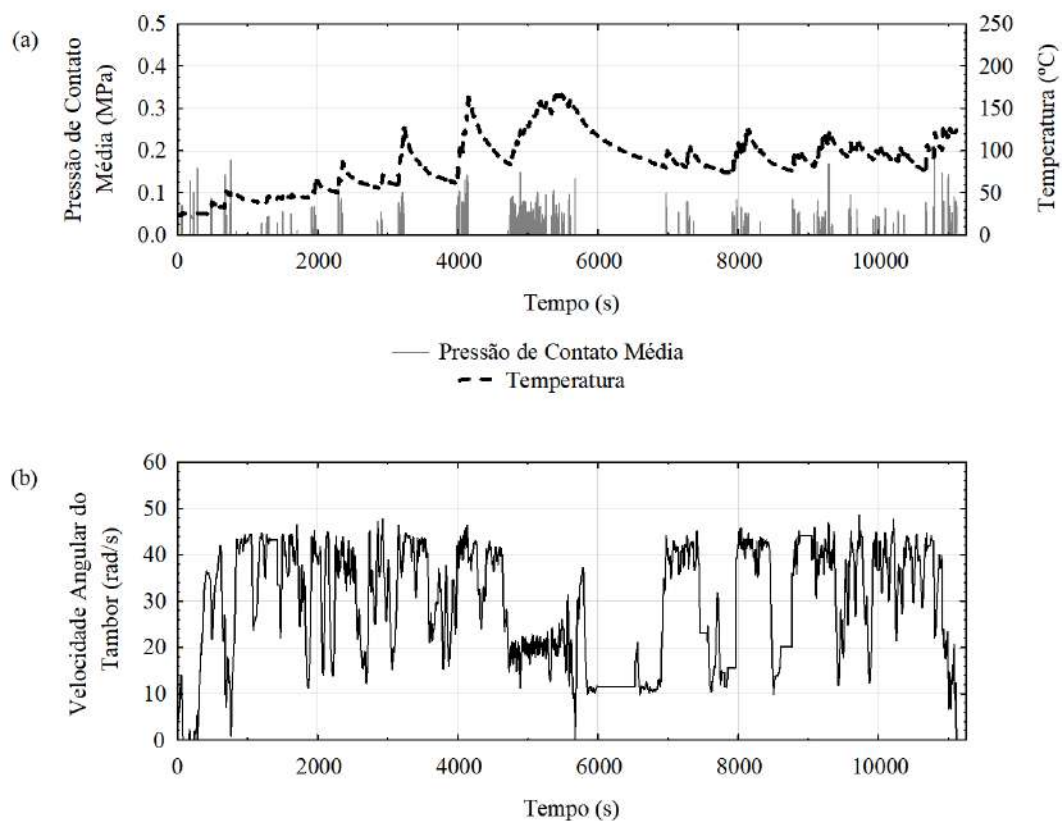 (a)
Pressão de Contato
Média (MPa)
0.5
0.4
0.3
0.2
0.1
0.0
250
200
150
100
50
0
Temperatura (ºC)
0 2000 4000 6000 8000 10000
Tempo (s)
Pressão de Contato Média
Temperatura
(b)
Velocidade Angular do
Tambor (rad/s)
60
50
40
30
20
10
0
0 2000 4000 6000 8000 10000
Tempo (s)